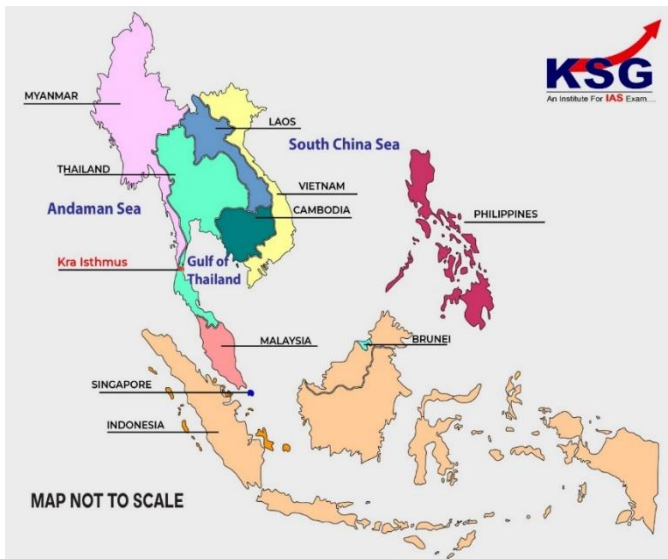 KSG
An Institute For IAS Exam....
MYANMAR
LAOS
South China Sea
THAILAND
VIETNAM
Andaman Sea
CAMBODIA
PHILIPPINES
Kra Isthmus
Gulf of
Thailand
MALAYSIA
BRUNEI
SINGAPORE
INDONESIA
MAP NOT TO SCALE